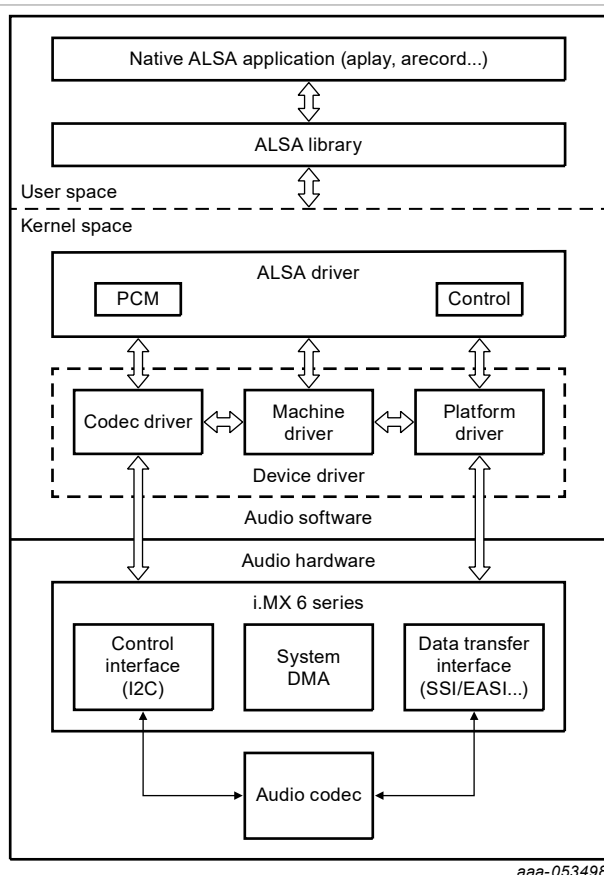 Native ALSA application (aplay, arecord...)
ALSA library
User space
Kernel space
ALSA driver
PCM
Control
Codec driver
Machine
driver
Platform
driver
Device driver
Audio software
Audio hardware
i.MX 6 series
Control
interface
(I2C)
System
DMA
Data transfer
interface
(SSI/EASI...)
Audio codec
aaa-053498